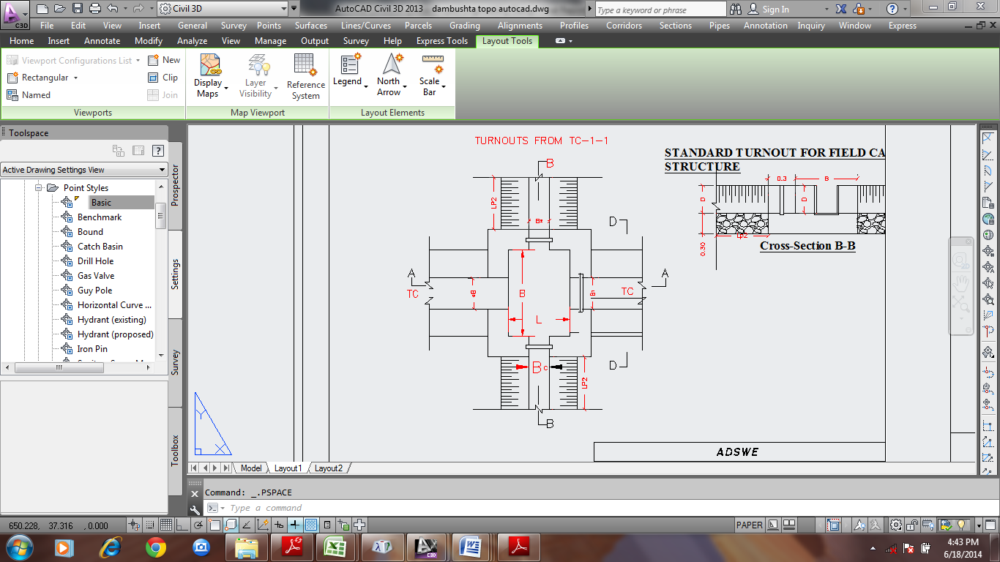 Civil 3D
AutoCAD Civil 3D 2013
dambushta topo autocad.dwg
Type a keyword or phrase
Sign In
C3D
File Edit View Insert General Survey Points Surfaces Lines/Curves Parcels Grading Alignments Profiles Corridors Sections Pipes Annotation Inquiry Window Express
Home Insert Annotate Modify Analyze View Manage Output Survey Help Express Tools Layout Tools
Viewport Configurations List
New
Rectangular
Clip
Named
Join
Display Maps
Layer Visibility
Reference System
Legend
North Arrow
Scale Bar
Viewports
Map Viewport
Layout Elements
Toolspace
Active Drawing Settings View
Point Styles
Basic
Benchmark
Bound
Catch Basin
Drill Hole
Gas Valve
Guy Pole
Horizontal Curve ...
Hydrant (existing)
Hydrant (proposed)
Iron Pin
Prospector
Settings
Survey
Toolbox
TURNOUTS FROM TC-1-1
B
LP2
D
A
TC
B
L
A
TC
D
Bc
LP2
B
STANDARD TURNOUT FOR FIELD CA
STRUCTURE
0.3
B
D
D
LP2
0.30
Cross-Section B-B
ADSWE
Y
X
2D
Model Layout1 Layout2
Command: _.PSPACE
Type a command
650.228, 37.316 , 0.000
PAPER
C3D
4:43 PM
6/18/2014